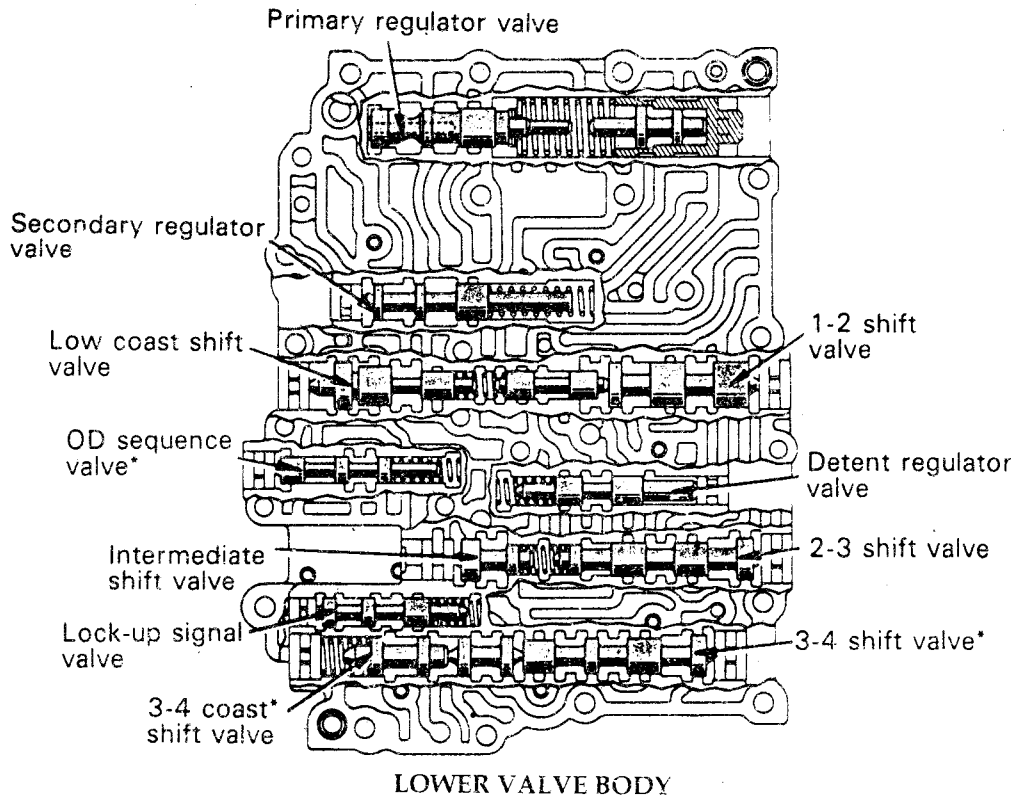 Primary regulator valve
Secondary regulator
valve
Low coast shift
valve
1-2 shift
valve
OD sequence
valve*
Detent regulator
valve
Intermediate
shift valve
2-3 shift valve
Lock-up signal
valve
3-4 shift valve*
3-4 coast*
shift valve
LOWER VALVE BODY